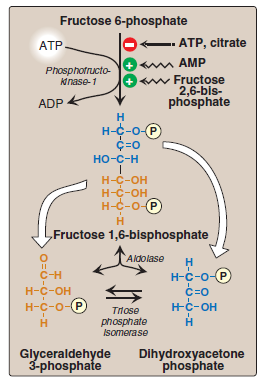 Fructose 6-phosphate
ATP
ATP, citrate
Phosphofructo-
kinase-1
AMP
Fructose
2,6-bis-
phosphate
ADP
H
H-C-O-P
C=O
HO-C-H
H-C-OH
H-C-OH
H-C-O-P
H
Fructose 1,6-bisphosphate
Aldolase
O
C-H
H-C-OH
H-C-O-P
H
H
H-C-O-P
C=O
H-C-OH
H
Triose
phosphate
isomerase
Glyceraldehyde
3-phosphate
Dihydroxyacetone
phosphate